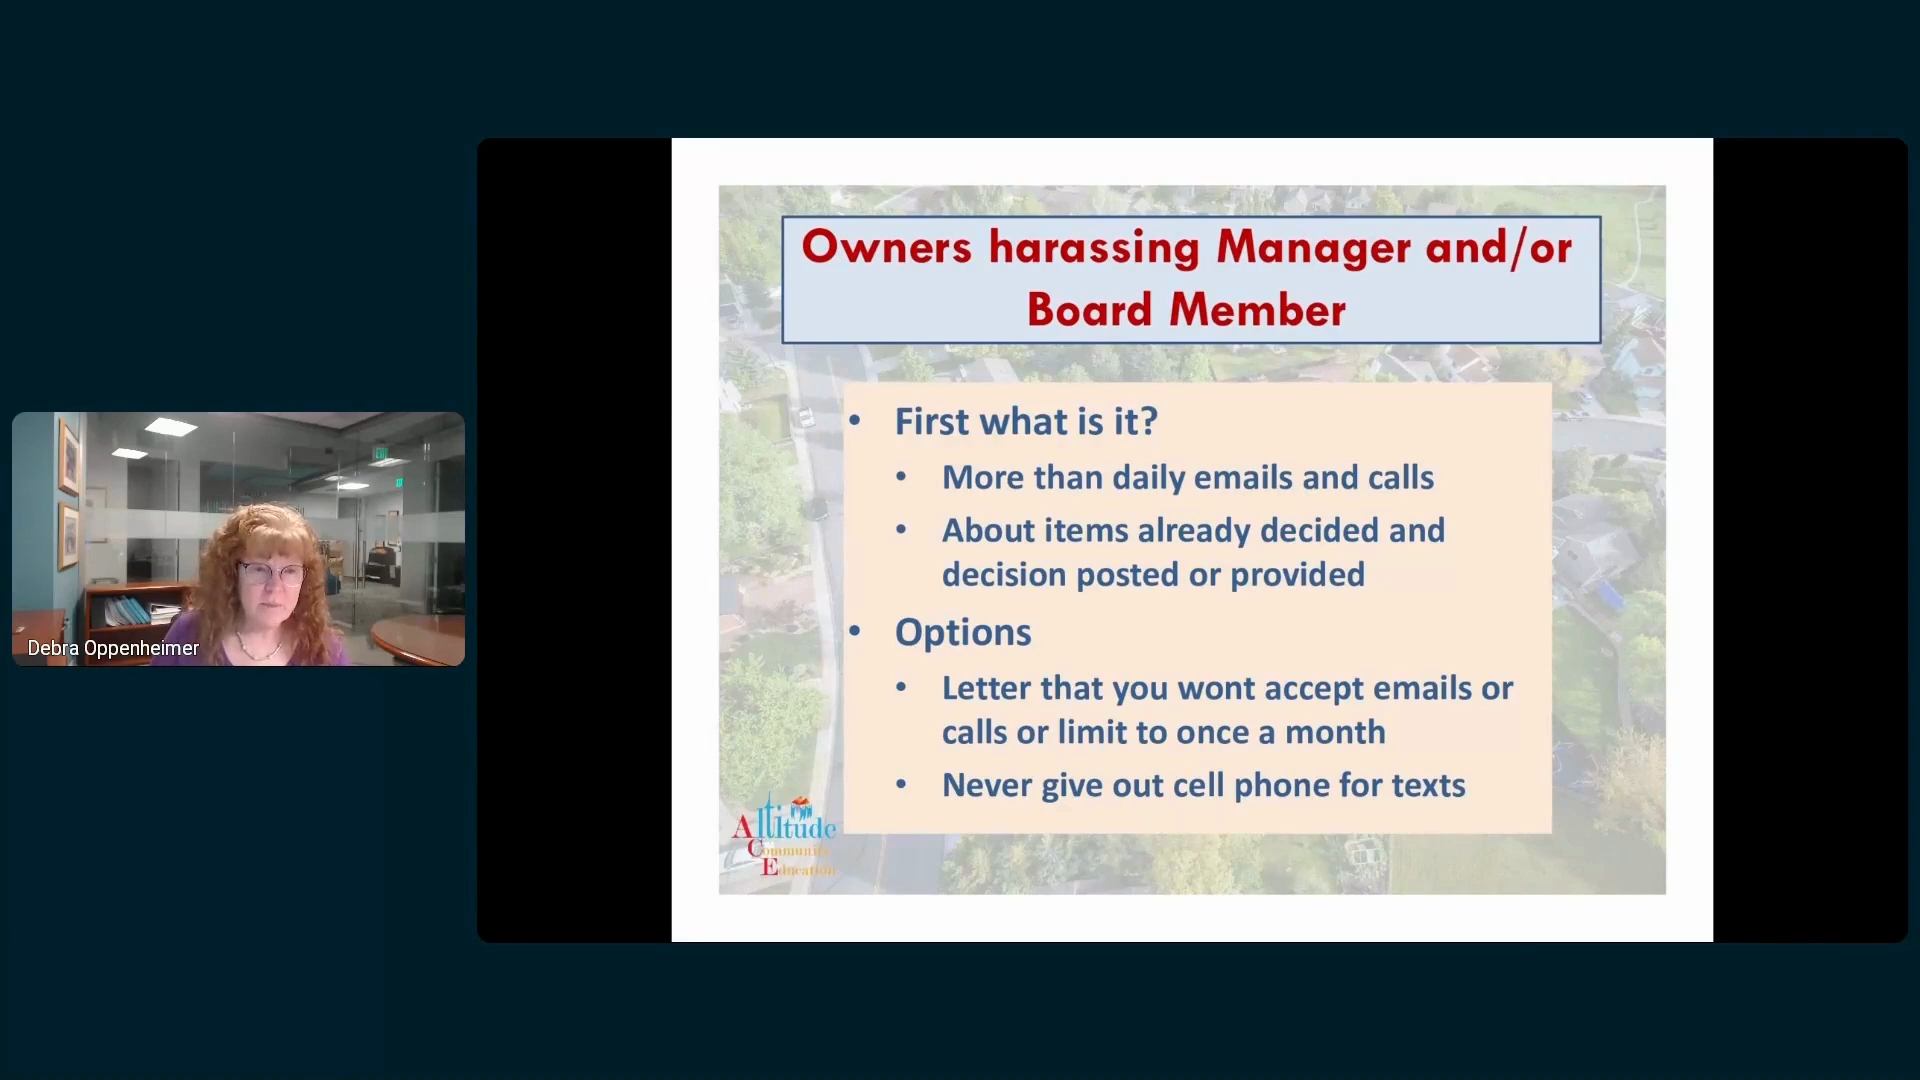 Owners harassing Manager and/or
Board Member
• First what is it?
• More than daily emails and calls
• About items already decided and
decision posted or provided
• Options
• Letter that you wont accept emails or
calls or limit to once a month
• Never give out cell phone for texts
Altitude
Community
Education
Debra Oppenheimer